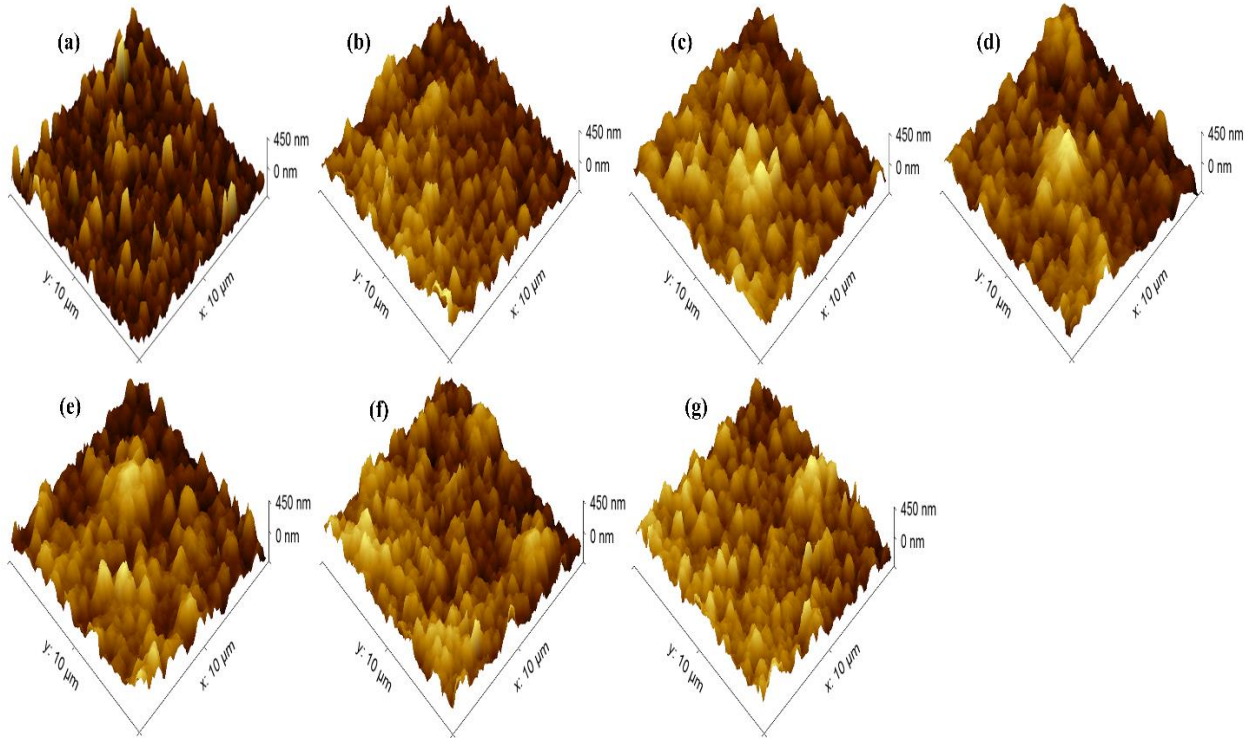 (a)
450 nm
0 nm
y: 10 µm
x: 10 µm
(b)
450 nm
0 nm
y: 10 µm
x: 10 µm
(c)
450 nm
0 nm
y: 10 µm
x: 10 µm
(d)
450 nm
0 nm
y: 10 µm
x: 10 µm
(e)
450 nm
0 nm
y: 10 µm
x: 10 µm
(f)
450 nm
0 nm
y: 10 µm
x: 10 µm
(g)
450 nm
0 nm
y: 10 µm
x: 10 µm